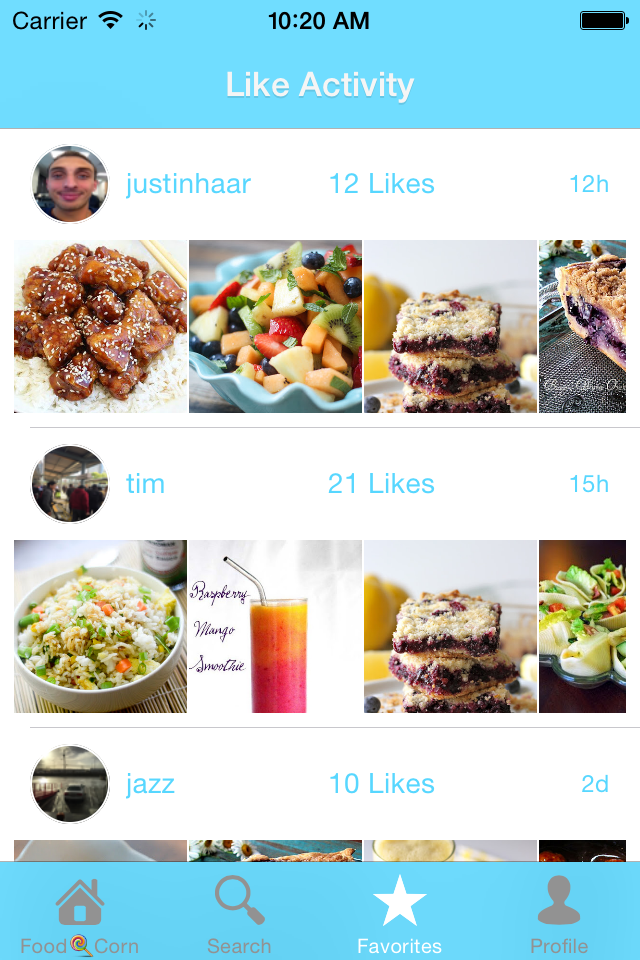 Carrier 10:20 AM
Like Activity
justinhaar 12 Likes 12h
tim 21 Likes 15h
Raspberry
Mango
Smoothie
jazz 10 Likes 2d
Food Corn Search Favorites Profile